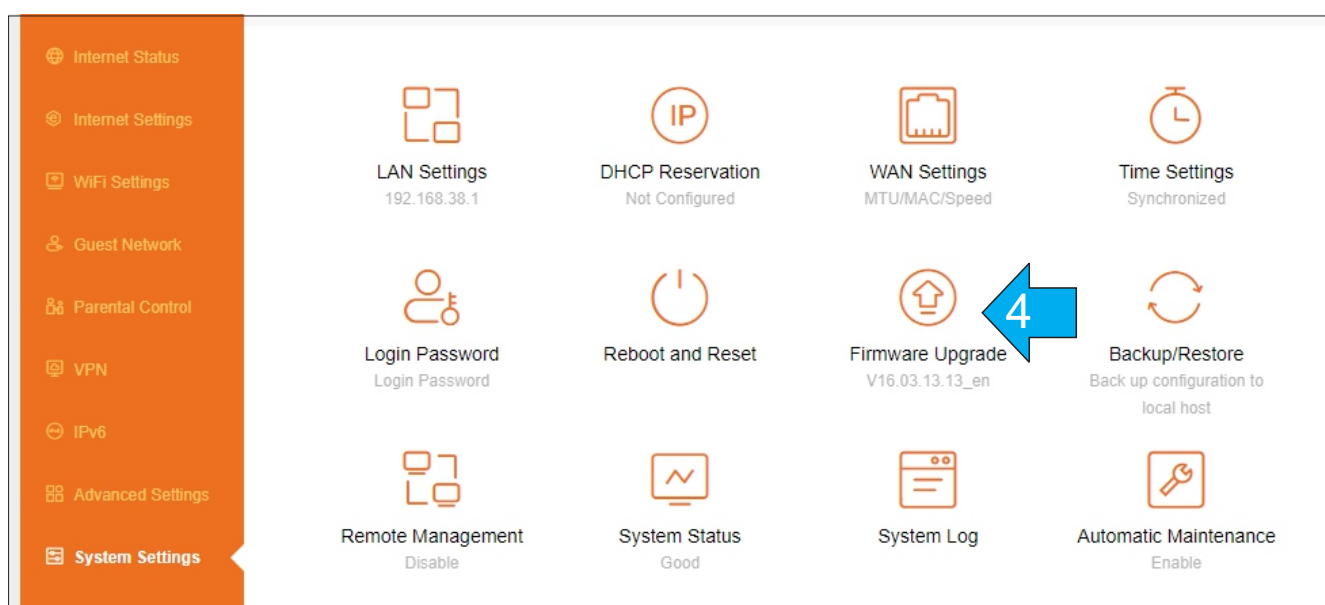 Internet Status
Internet Settings
WiFi Settings
Guest Network
Parental Control
VPN
IPv6
Advanced Settings
System Settings
IP
LAN Settings
192.168.38.1
DHCP Reservation
Not Configured
WAN Settings
MTU/MAC/Speed
Time Settings
Synchronized
4
Login Password
Login Password
Reboot and Reset
Firmware Upgrade
V16.03.13.13_en
Backup/Restore
Back up configuration to
local host
Remote Management
Disable
System Status
Good
System Log
Automatic Maintenance
Enable